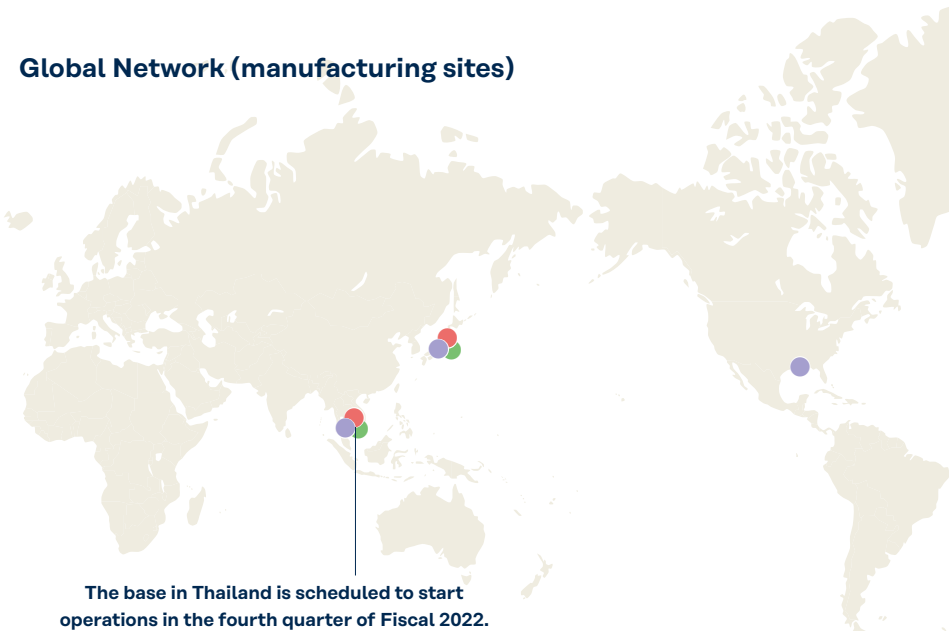 Global Network (manufacturing sites)
The base in Thailand is scheduled to start
operations in the fourth quarter of Fiscal 2022.